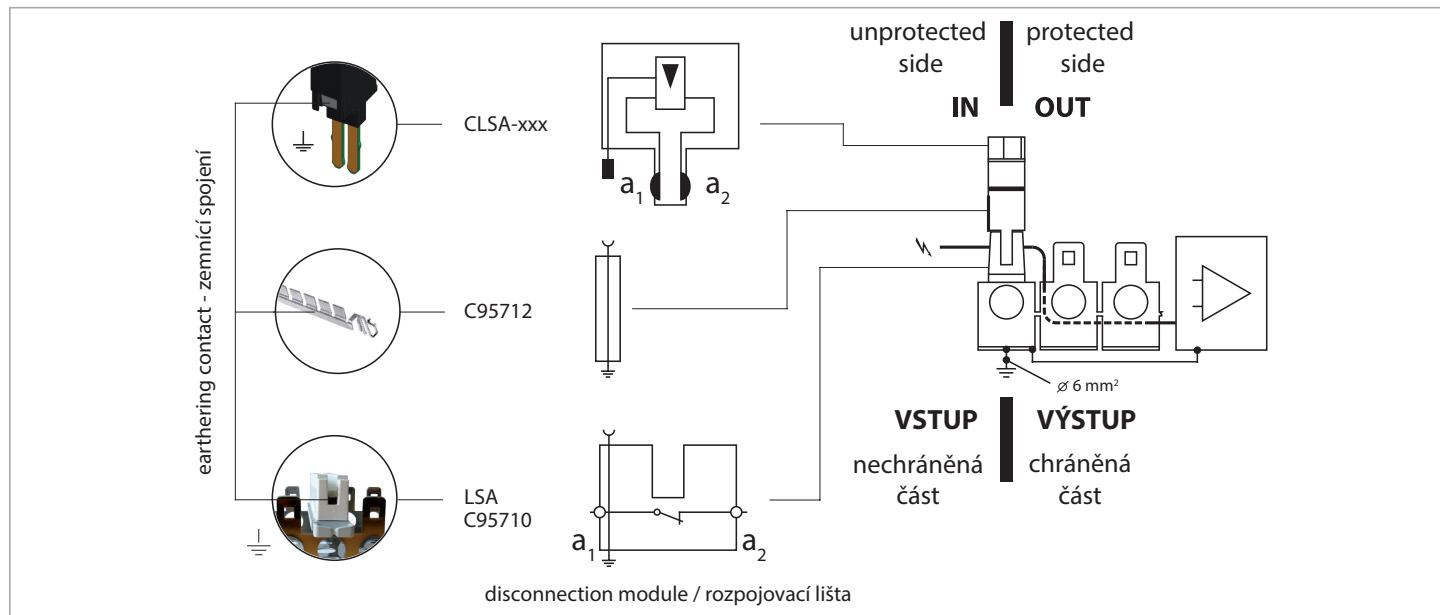 unprotected
side
protected
side
IN
OUT
CLSA-xxx
a1
a2
earthering contact - zemnící spojení
C95712
⌀ 6 mm²
VSTUP
VÝSTUP
nechráněná
část
chráněná
část
LSA
C95710
a1
a2
disconnection module / rozpojovací lišta